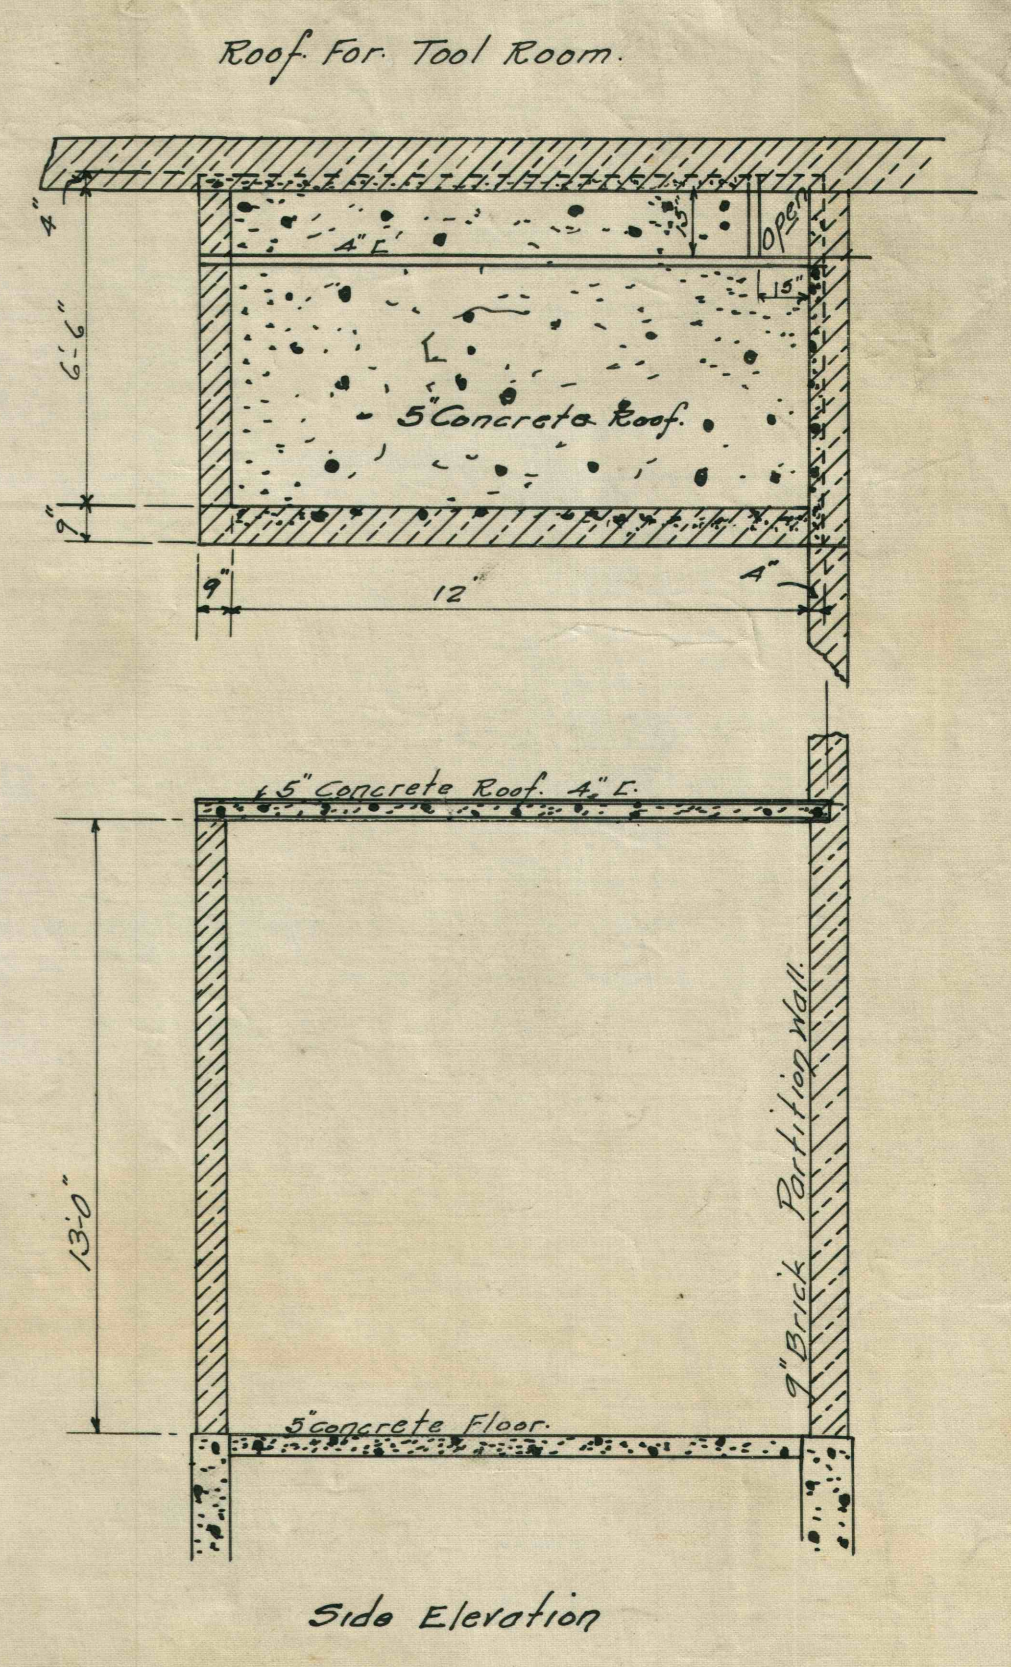 Roof For Tool Room.
4"
4" [
15"
open
15"
6'-6"
5" Concrete Roof.
9"
9"
12'
4"
5" Concrete Roof. 4" [.
13'-0"
9" Brick Partition Wall.
5" concrete Floor.
Side Elevation